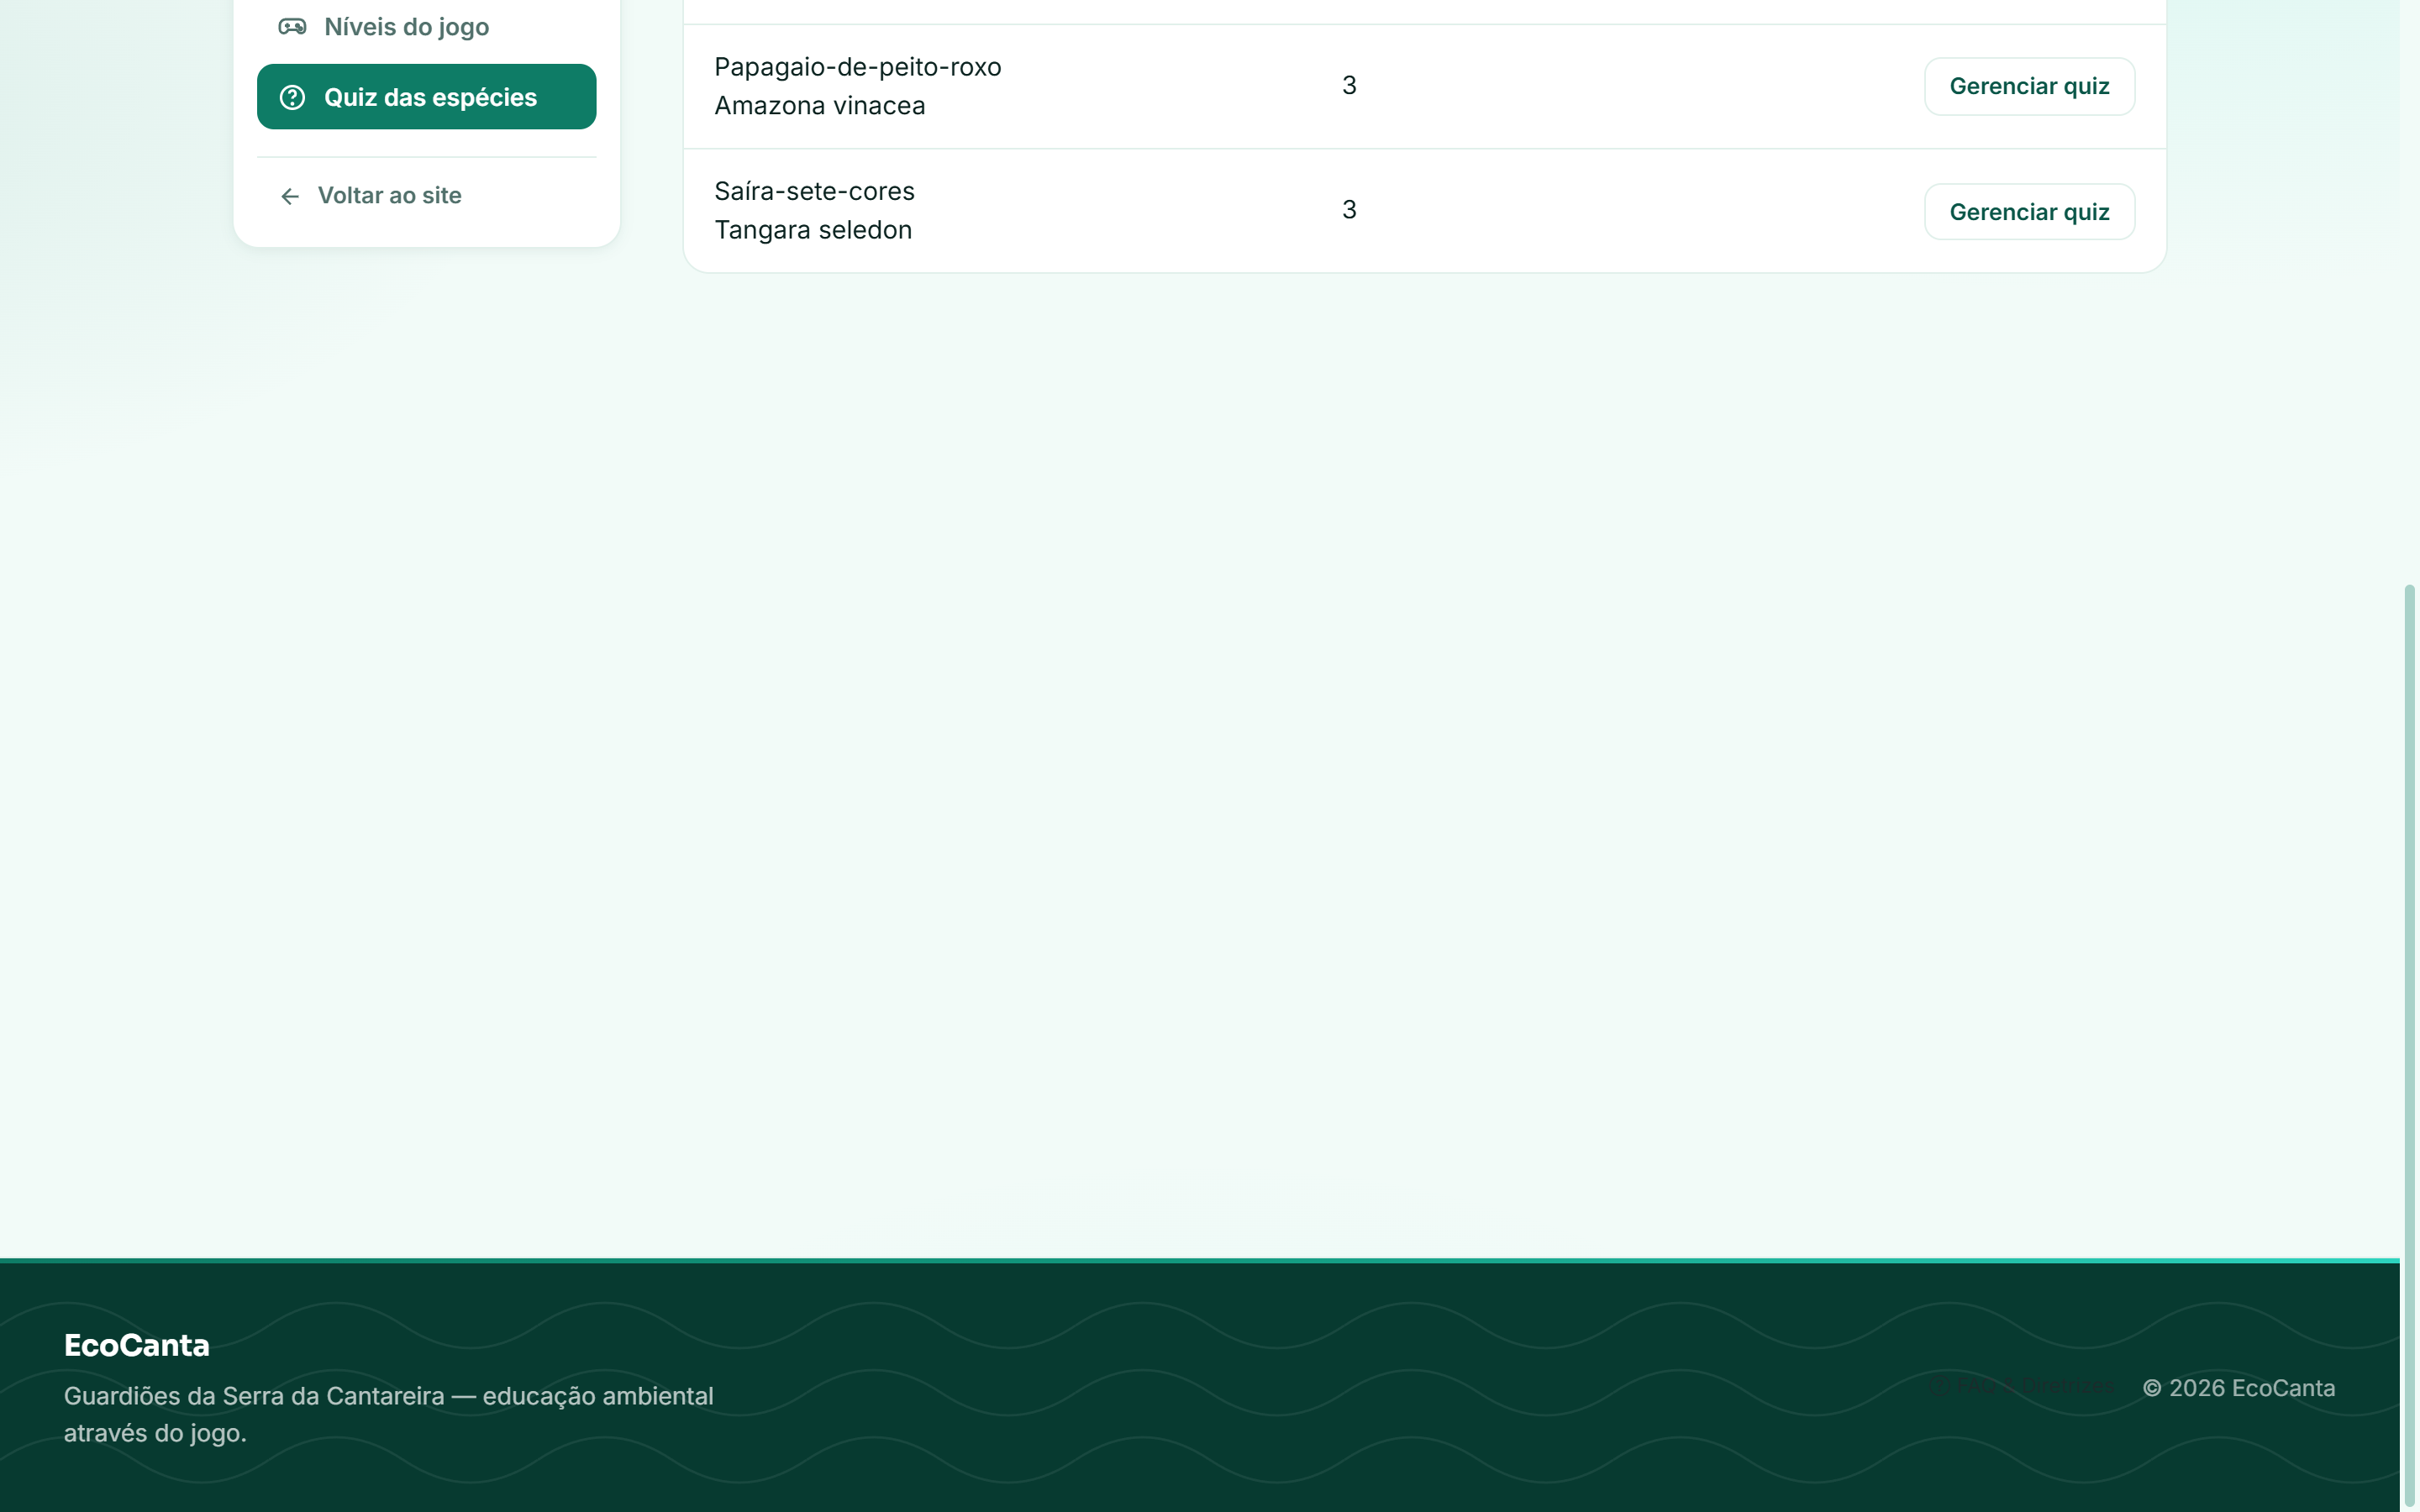 Níveis do jogo
Quiz das espécies
Voltar ao site
Papagaio-de-peito-roxo
Amazona vinacea
3
Gerenciar quiz
Saíra-sete-cores
Tangara seledon
3
Gerenciar quiz
EcoCanta
Guardiões da Serra da Cantareira — educação ambiental
através do jogo.
FAQ & Diretrizes
© 2026 EcoCanta